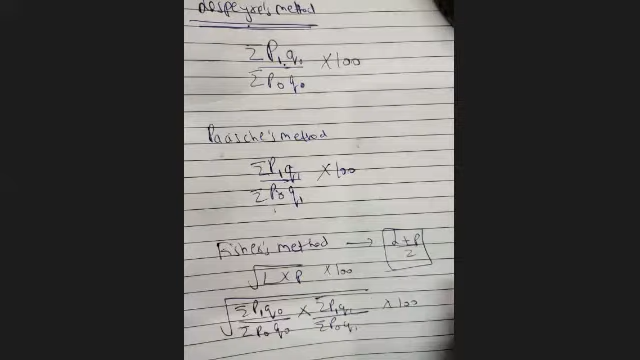 Laspeyre's method
ΣP₁q₀ / ΣP₀q₀ ×100
Paasche's method
ΣP₁q₁ / ΣP₀q₁ ×100
Fisher's method → L+P / 2
√L×P ×100
√ΣP₁q₀ / ΣP₀q₀ × ΣP₁q₁ / ΣP₀q₁ ×100